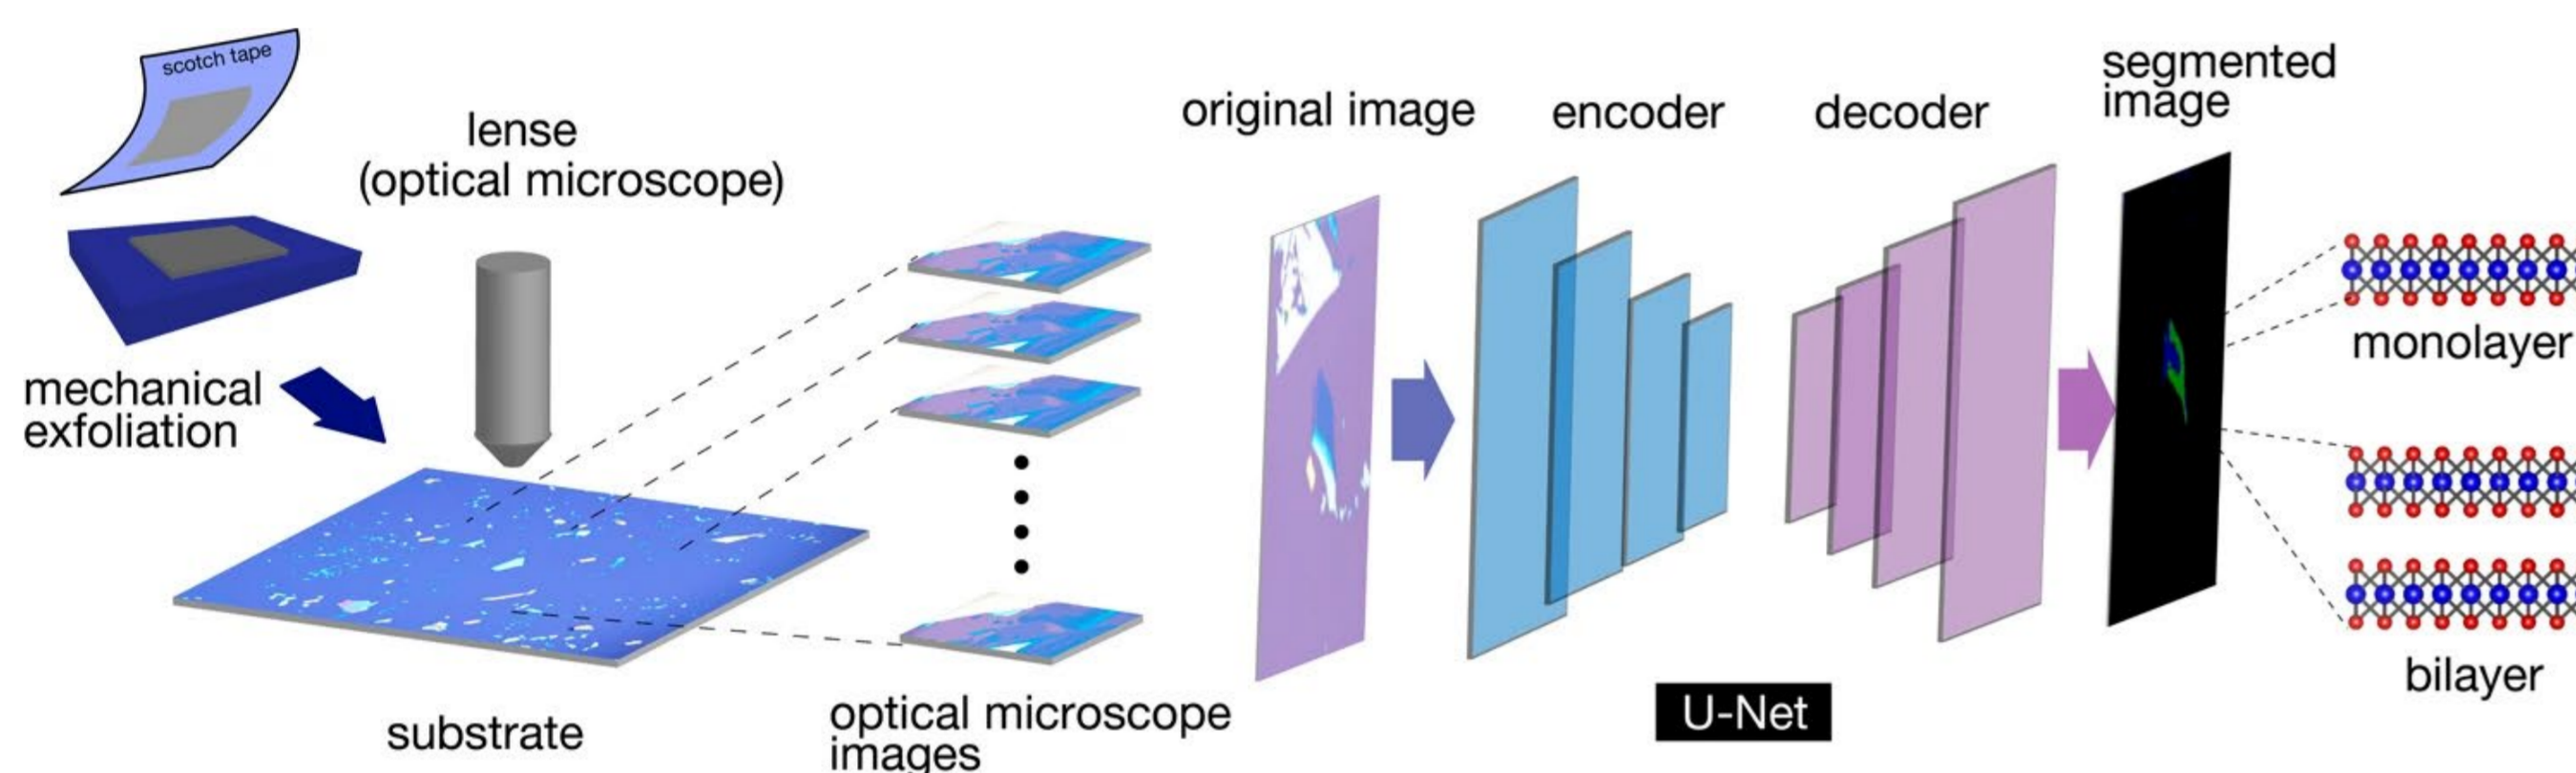 scotch tape
lense
(optical microscope)
mechanical
exfoliation
substrate
optical microscope
images
original image
encoder
decoder
U-Net
segmented
image
monolayer
bilayer